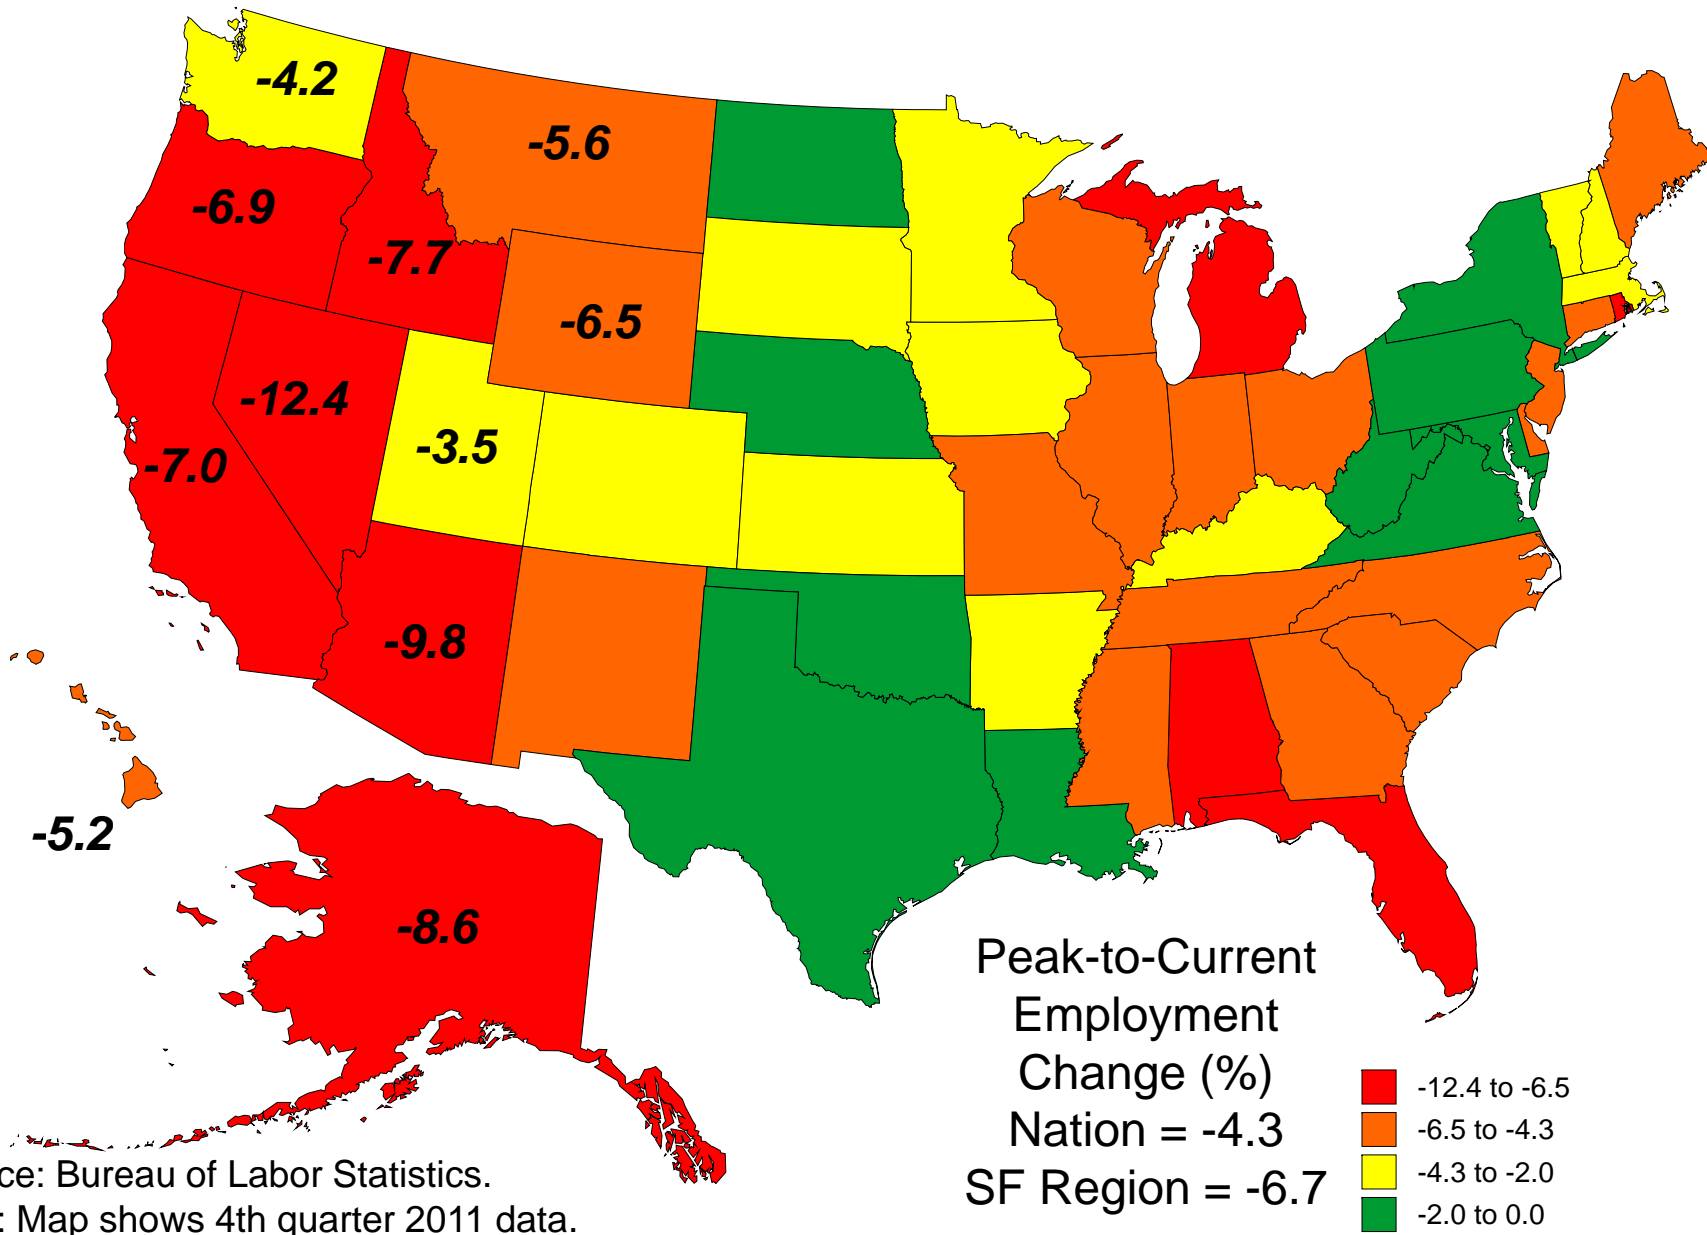 -4.2
-5.6
-6.9
-7.7
-6.5
-12.4
-3.5
-7.0
-9.8
-5.2
-8.6
Peak-to-Current
Employment
Change (%)
Nation = -4.3
SF Region = -6.7
-12.4 to -6.5
-6.5 to -4.3
-4.3 to -2.0
-2.0 to 0.0
ce: Bureau of Labor Statistics.
: Map shows 4th quarter 2011 data.